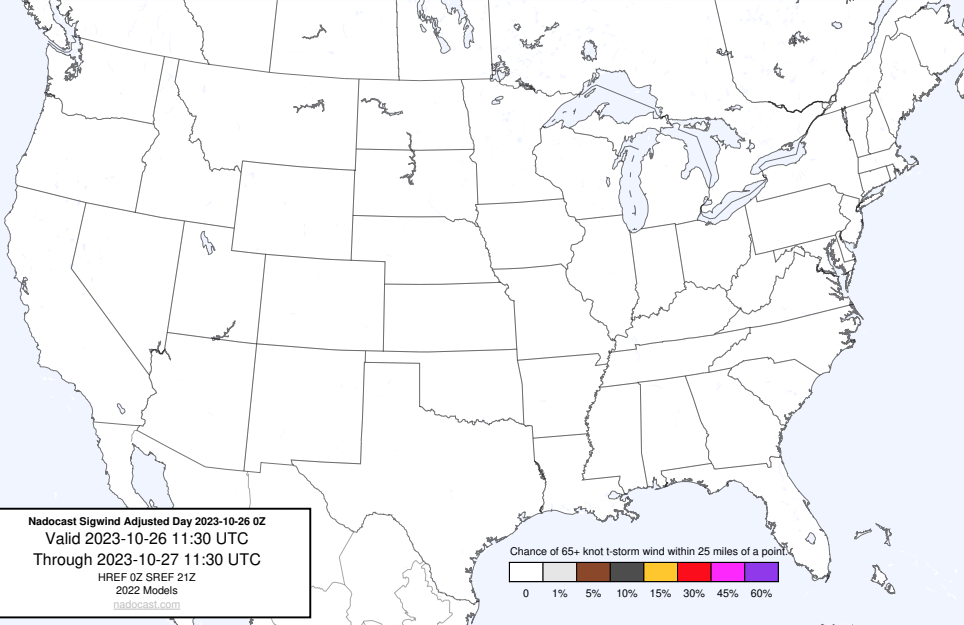 Nadocast Sigwind Adjusted Day 2023-10-26 0Z
Valid 2023-10-26 11:30 UTC
Through 2023-10-27 11:30 UTC
HREF 0Z SREF 21Z
2022 Models
nadocast.com
Chance of 65+ knot t-storm wind within 25 miles of a point.
0 1% 5% 10% 15% 30% 45% 60%